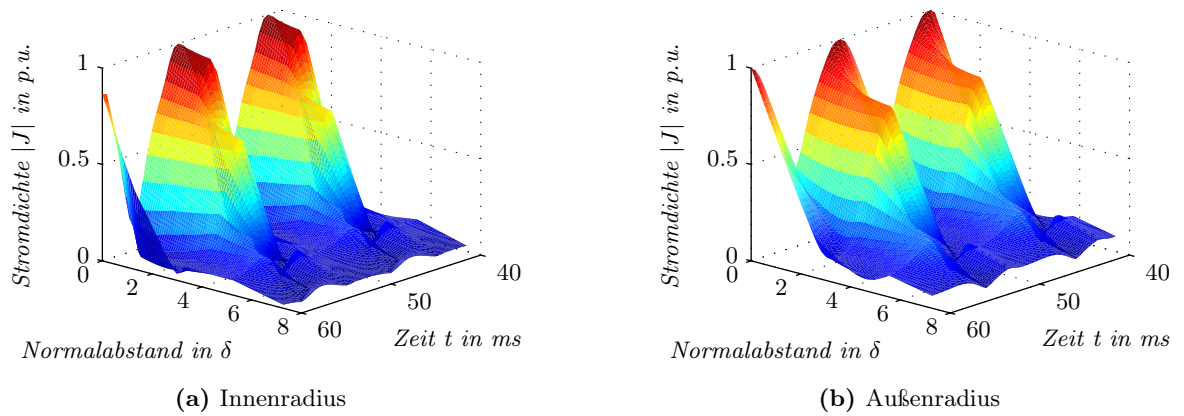 Stromdichte |J| in p.u.
1
0.5
0
0
2
4
6
8
60
50
40
Normalabstand in δ
Zeit t in ms
(a) Innenradius
Stromdichte |J| in p.u.
1
0.5
0
0
2
4
6
8
60
50
40
Normalabstand in δ
Zeit t in ms
(b) Außenradius